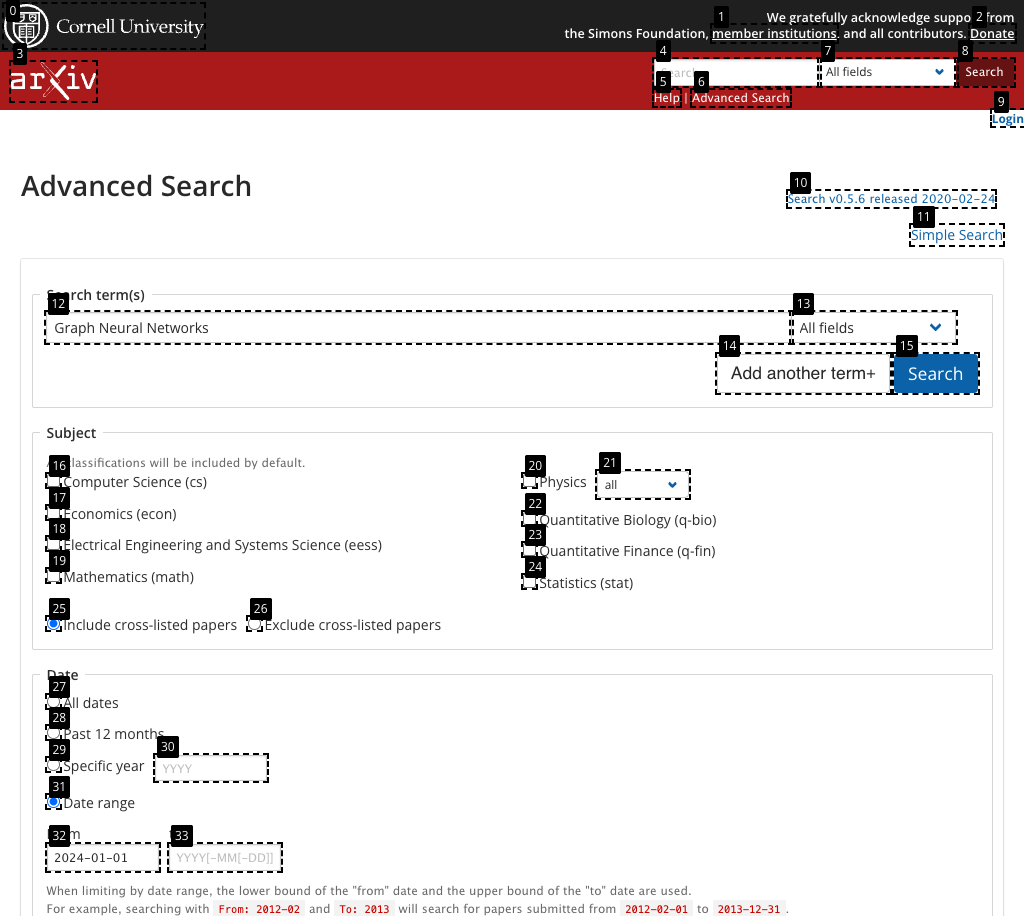 0
Cornell University
1
2
We gratefully acknowledge suppo from
the Simons Foundation, member institutions, and all contributors. Donate
3
arXiv
4
7
8
Search...
All fields
Search
5
6
Help | Advanced Search
9
Login
Advanced Search
10
Search v0.5.6 released 2020-02-24
11
Simple Search
Search term(s)
12
13
Graph Neural Networks
All fields
14
15
Add another term+
Search
Subject
classifications will be included by default.
16
Computer Science (cs)
17
Economics (econ)
18
Electrical Engineering and Systems Science (eess)
19
Mathematics (math)
20
21
Physics
all
22
Quantitative Biology (q-bio)
23
Quantitative Finance (q-fin)
24
Statistics (stat)
25
26
Include cross-listed papers
Exclude cross-listed papers
Date
27
All dates
28
Past 12 months
29
30
Specific year
YYYY
31
Date range
32
33
2024-01-01
YYYY[-MM[-DD]]
When limiting by date range, the lower bound of the "from" date and the upper bound of the "to" date are used.
For example, searching with From: 2012-02 and To: 2013 will search for papers submitted from 2012-02-01 to 2013-12-31 .